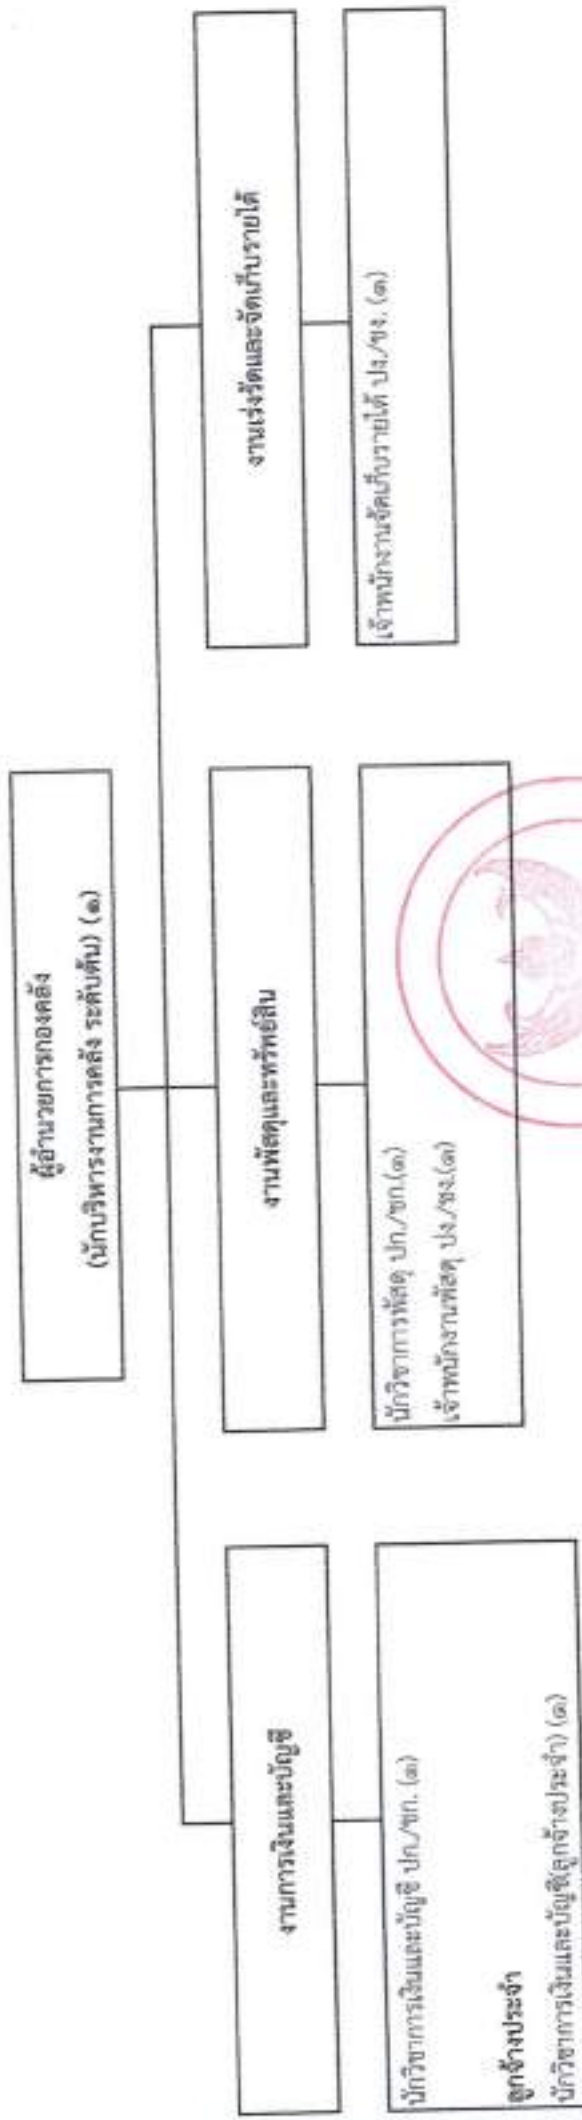 ผู้อำนวยการกองคลัง
(นักบริหารงานการคลัง ระดับต้น) (๑)
งานการเงินและบัญชี
นักวิชาการเงินและบัญชี ปก./ชก. (๑)
ลูกจ้างประจำ
นักวิชาการเงินและบัญชี(ลูกจ้างประจำ) (๑)
งานพัสดุและทรัพย์สิน
นักวิชาการพัสดุ ปก./ชก.(๑)
เจ้าพนักงานพัสดุ ปง./ชง.(๑)
งานเร่งรัดและจัดเก็บรายได้
เจ้าพนักงานจัดเก็บรายได้ ปง./ชง. (๑)